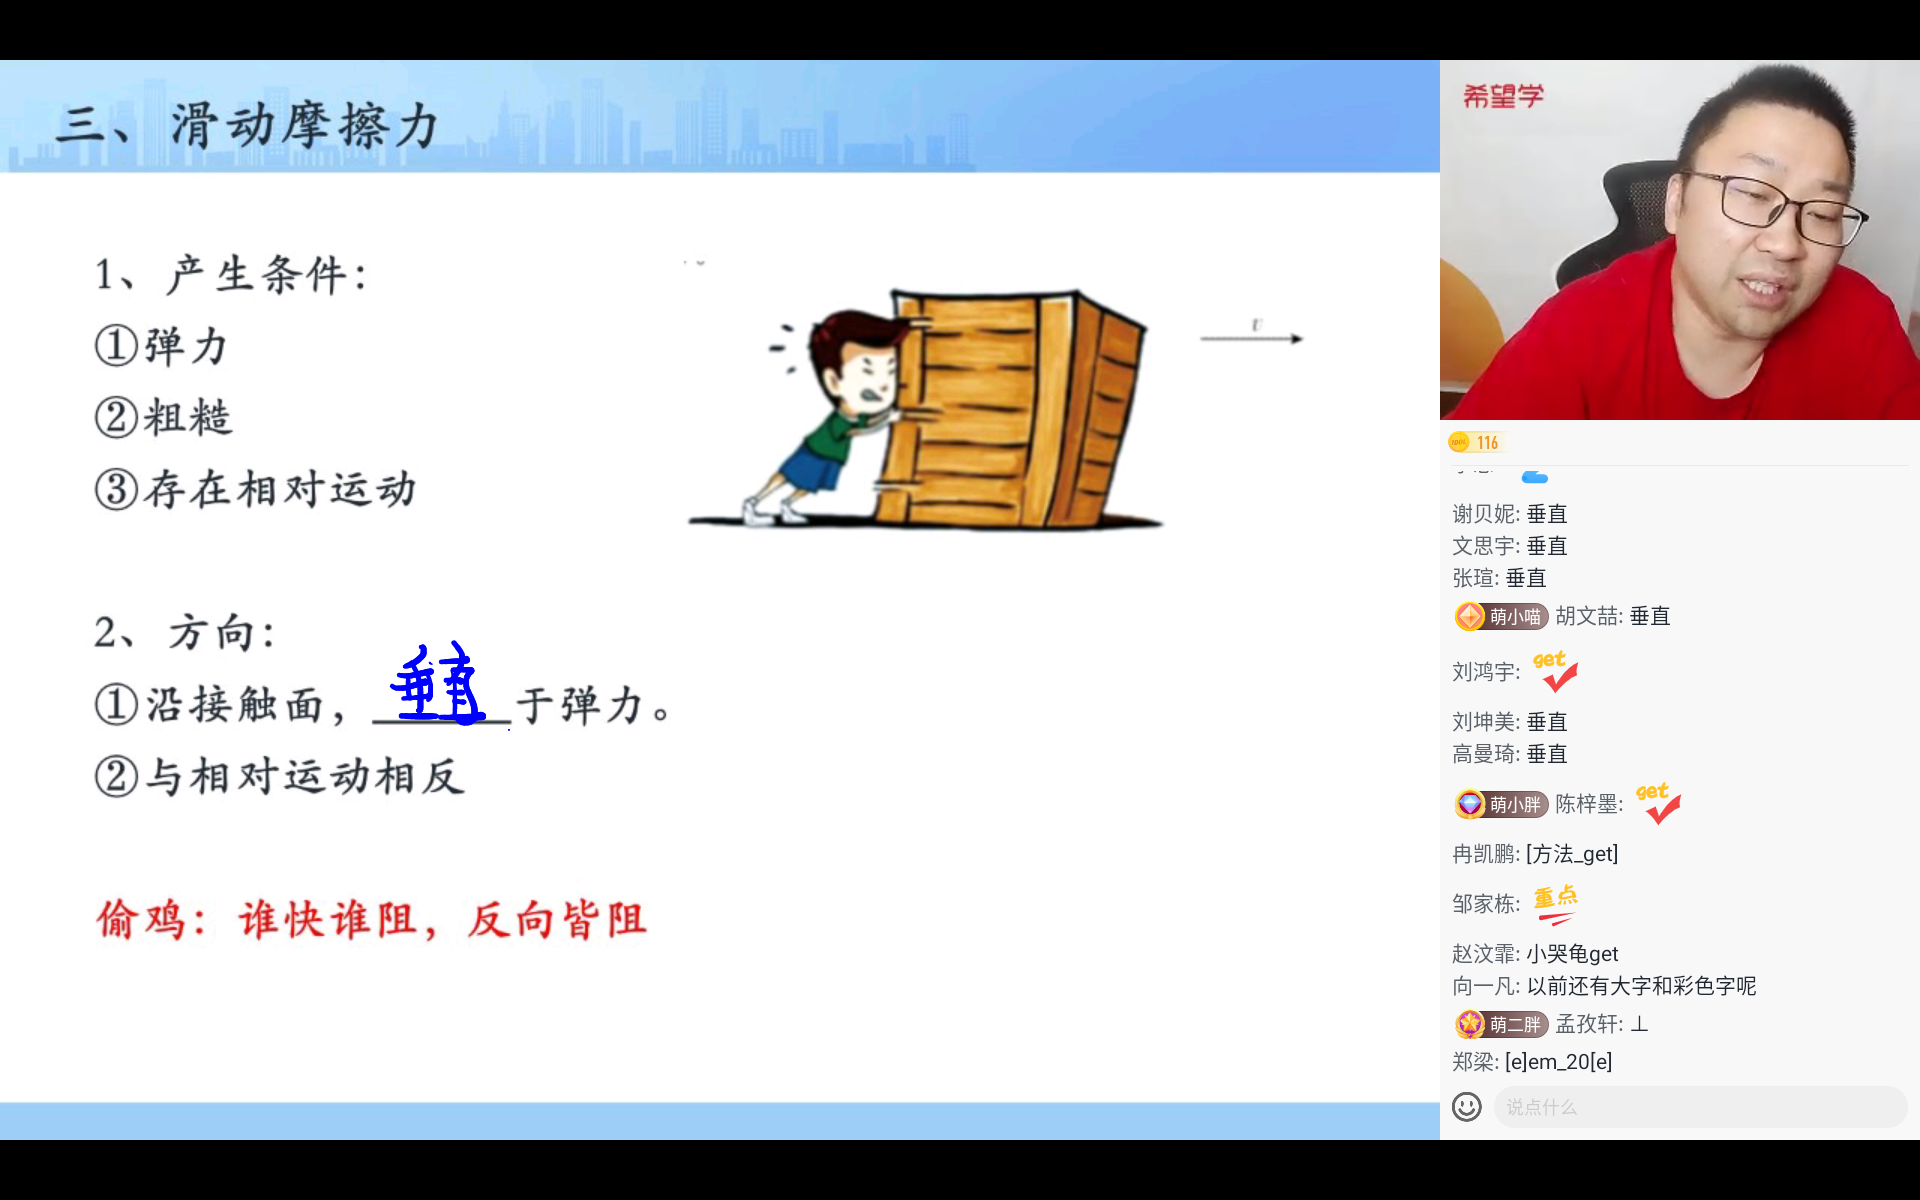 三、滑动摩擦力
1、产生条件：
①弹力
②粗糙
③存在相对运动
2、方向：
①沿接触面，垂直于弹力。
②与相对运动相反
偷鸡：谁快谁阻，反向皆阻
υ
希望学
116
谢贝妮: 垂直
文思宇: 垂直
张瑄: 垂直
萌小喵 胡文喆: 垂直
刘鸿宇: get
刘坤美: 垂直
高曼琦: 垂直
萌小胖 陈梓墨: get
冉凯鹏: [方法_get]
邹家栋: 重点
赵汶霏: 小哭龟get
向一凡: 以前还有大字和彩色字呢
萌二胖 孟孜轩: ⊥
郑梁: [e]em_20[e]
说点什么